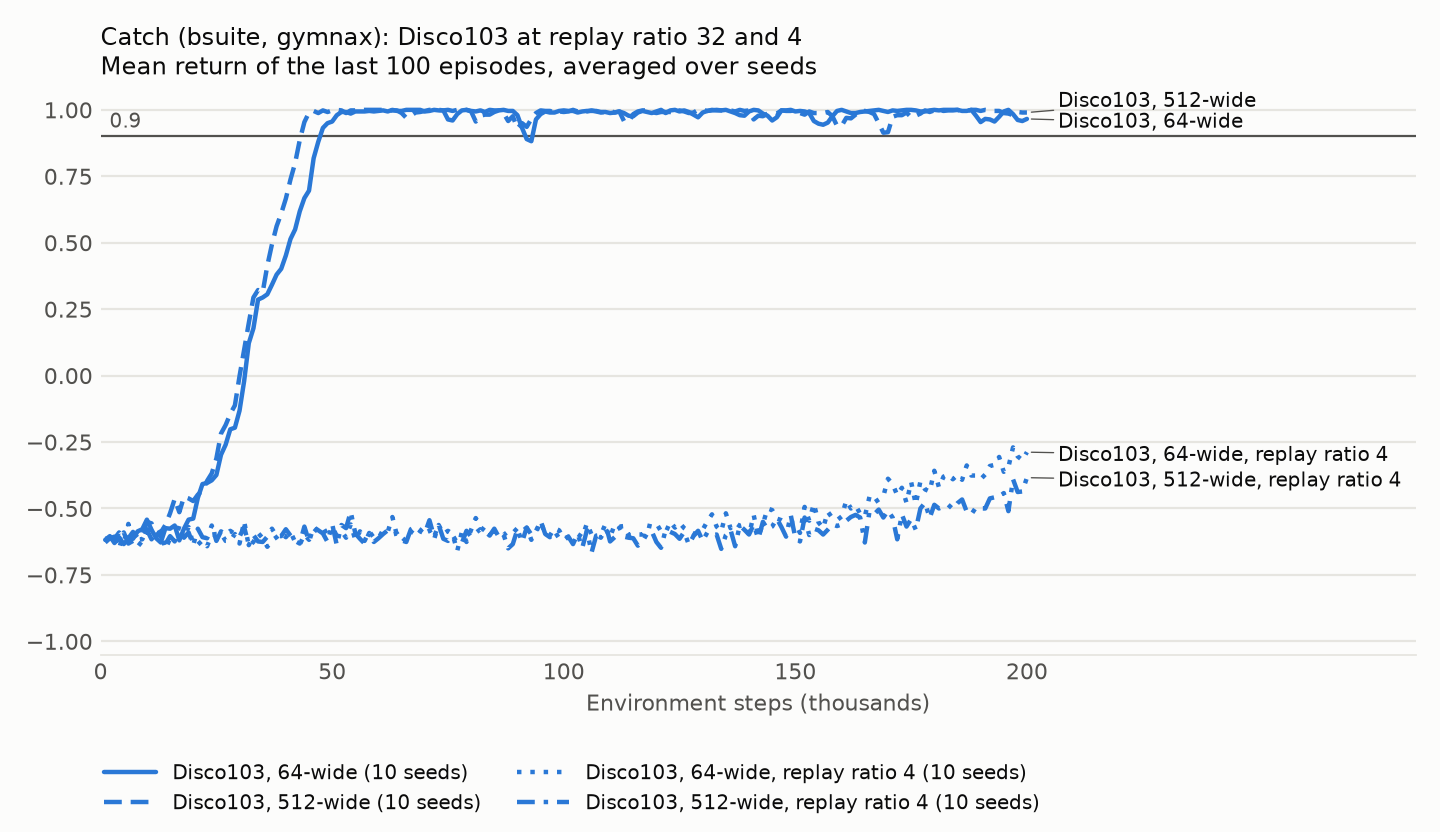 Catch (bsuite, gymnax): Disco103 at replay ratio 32 and 4
Mean return of the last 100 episodes, averaged over seeds
1.00
0.9
0.75
0.50
0.25
0.00
−0.25
−0.50
−0.75
−1.00
Disco103, 512-wide
Disco103, 64-wide
Disco103, 64-wide, replay ratio 4
Disco103, 512-wide, replay ratio 4
0 50 100 150 200
Environment steps (thousands)
Disco103, 64-wide (10 seeds)
Disco103, 512-wide (10 seeds)
Disco103, 64-wide, replay ratio 4 (10 seeds)
Disco103, 512-wide, replay ratio 4 (10 seeds)